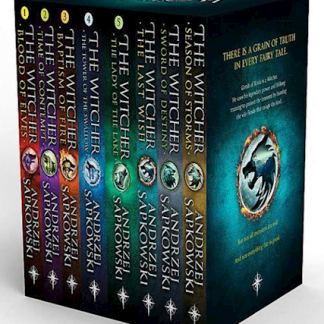 1
THE WITCHER
BLOOD OF ELVES
ANDRZEJ
SAPKOWSKI
2
THE WITCHER
TIME OF CONTEMPT
ANDRZEJ
SAPKOWSKI
3
THE WITCHER
BAPTISM OF FIRE
ANDRZEJ
SAPKOWSKI
4
THE WITCHER
THE TOWER OF THE SWALLOW
ANDRZEJ
SAPKOWSKI
5
THE WITCHER
THE LADY OF THE LAKE
ANDRZEJ
SAPKOWSKI
THE WITCHER
THE LAST WISH
ANDRZEJ
SAPKOWSKI
THE WITCHER
SWORD OF DESTINY
ANDRZEJ
SAPKOWSKI
THE WITCHER
SEASON OF STORMS
ANDRZEJ
SAPKOWSKI
THERE IS A GRAIN OF TRUTH
IN EVERY FAIRY TALE.